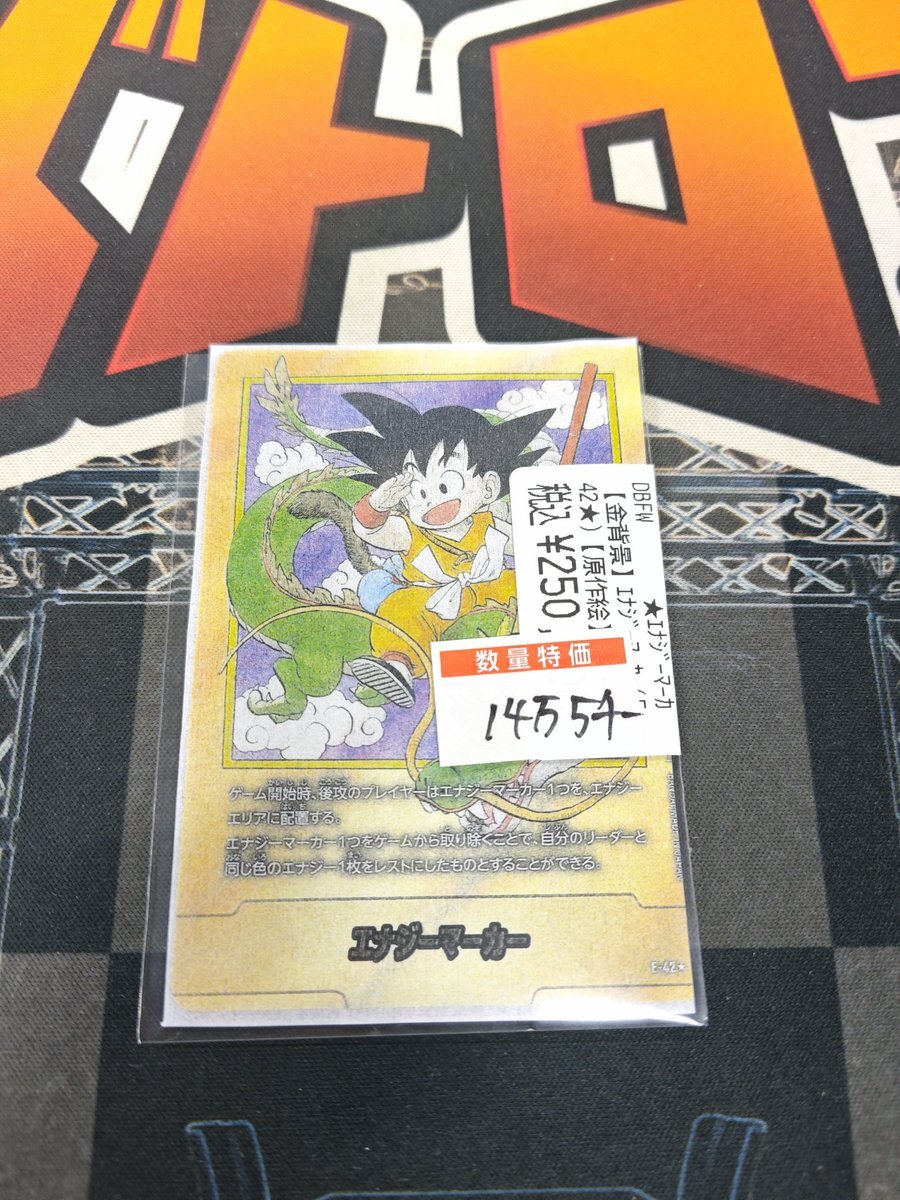 トロ
DBFW
【金背景】エナジーマーカ
42★)【原作絵】
税込 ¥250,
★エナジーマーカ
数量特価
14万5千
ゲーム開始時、後攻のプレイヤーはエナジーマーカー1つを、エナジー
エリアに配置する。
エナジーマーカー1つをゲームから取り除くことで、自分のリーダーと
同じ色のエナジー1枚をレストにしたものとすることができる。
エナジーマーカー
E-42★